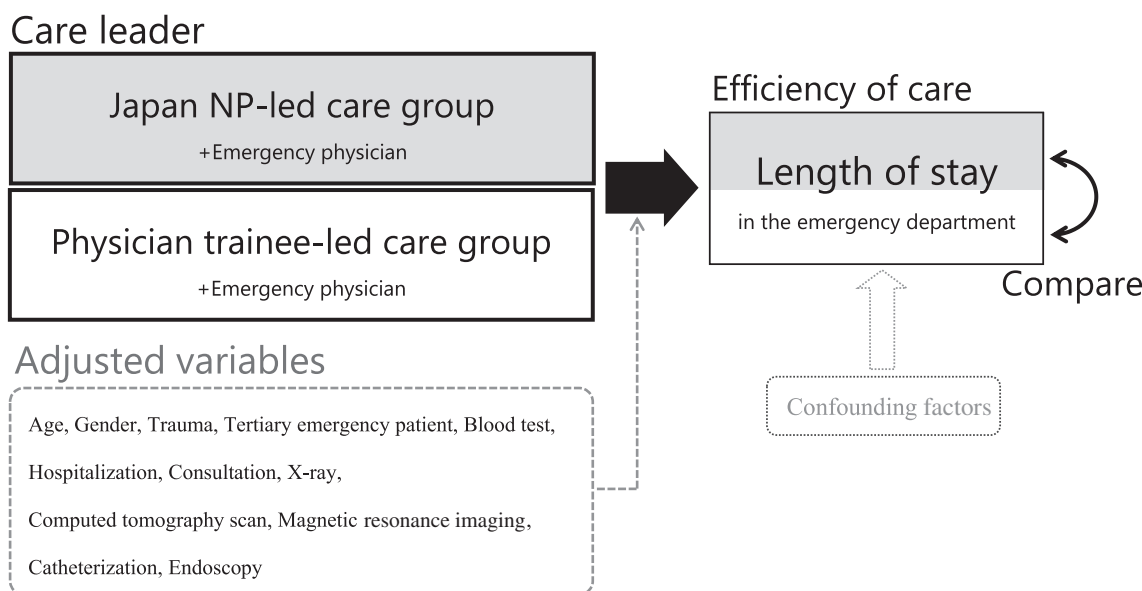 Care leader
Japan NP-led care group
+Emergency physician
Physician trainee-led care group
+Emergency physician
Efficiency of care
Length of stay
in the emergency department
Compare
Adjusted variables
Age, Gender, Trauma, Tertiary emergency patient, Blood test,
Hospitalization, Consultation, X-ray,
Computed tomography scan, Magnetic resonance imaging,
Catheterization, Endoscopy
Confounding factors